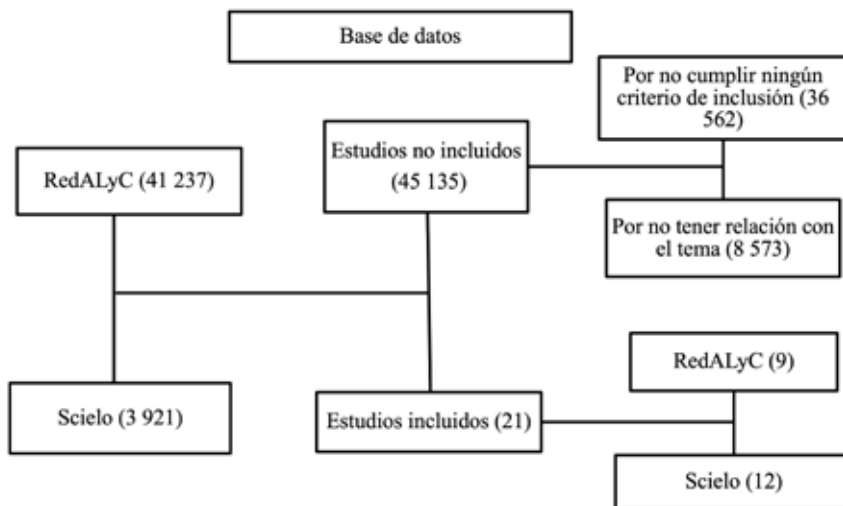 Base de datos
Por no cumplir ningún
criterio de inclusión (36
562)
Estudios no incluidos
(45 135)
RedALyC (41 237)
Por no tener relación con
el tema (8 573)
RedALyC (9)
Scielo (3 921)
Estudios incluidos (21)
Scielo (12)